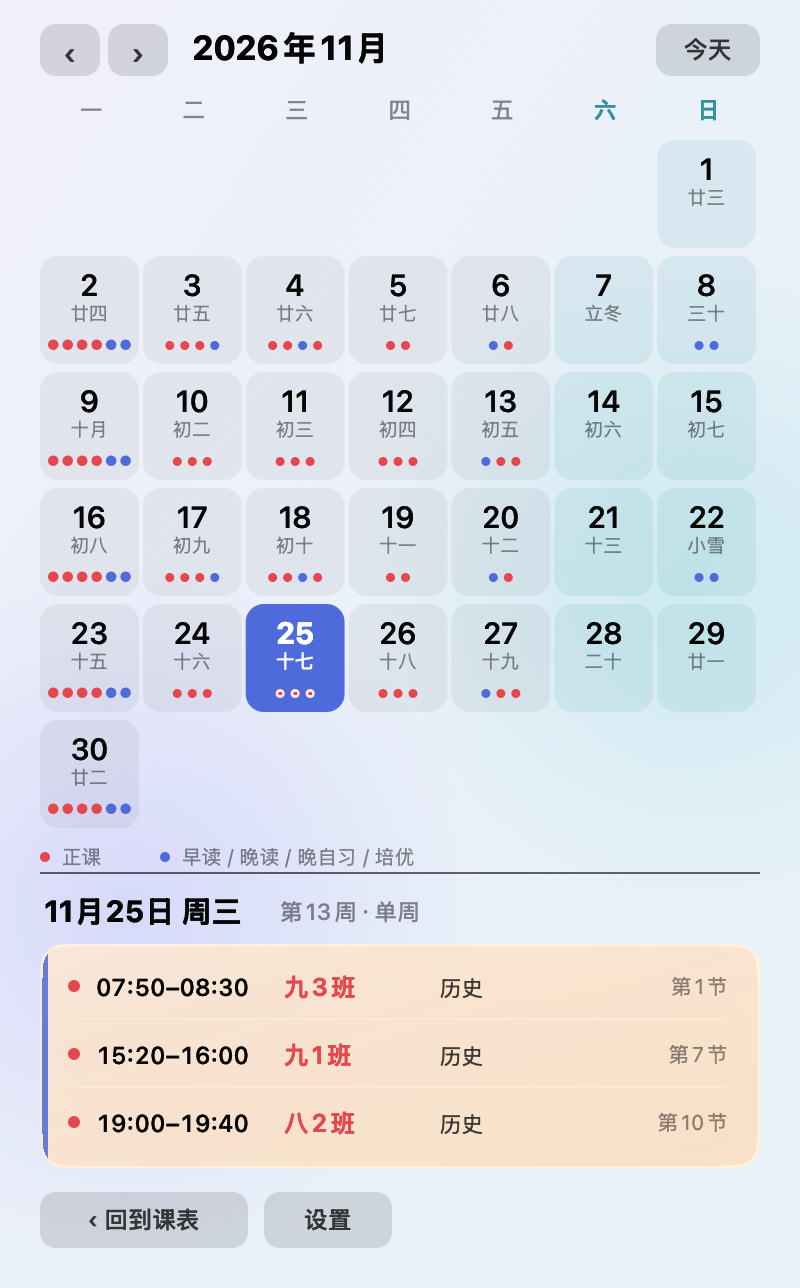 ‹ › 2026年11月 今天
一 二 三 四 五 六 日
1
廿三
2 3 4 5 6 7 8
廿四 廿五 廿六 廿七 廿八 立冬 三十
9 10 11 12 13 14 15
十月 初二 初三 初四 初五 初六 初七
16 17 18 19 20 21 22
初八 初九 初十 十一 十二 十三 小雪
23 24 25 26 27 28 29
十五 十六 十七 十八 十九 二十 廿一
30
廿二
正课 早读 / 晚读 / 晚自习 / 培优
11月25日 周三 第13周 · 单周
07:50–08:30 九3班 历史 第1节
15:20–16:00 九1班 历史 第7节
19:00–19:40 八2班 历史 第10节
‹ 回到课表 设置